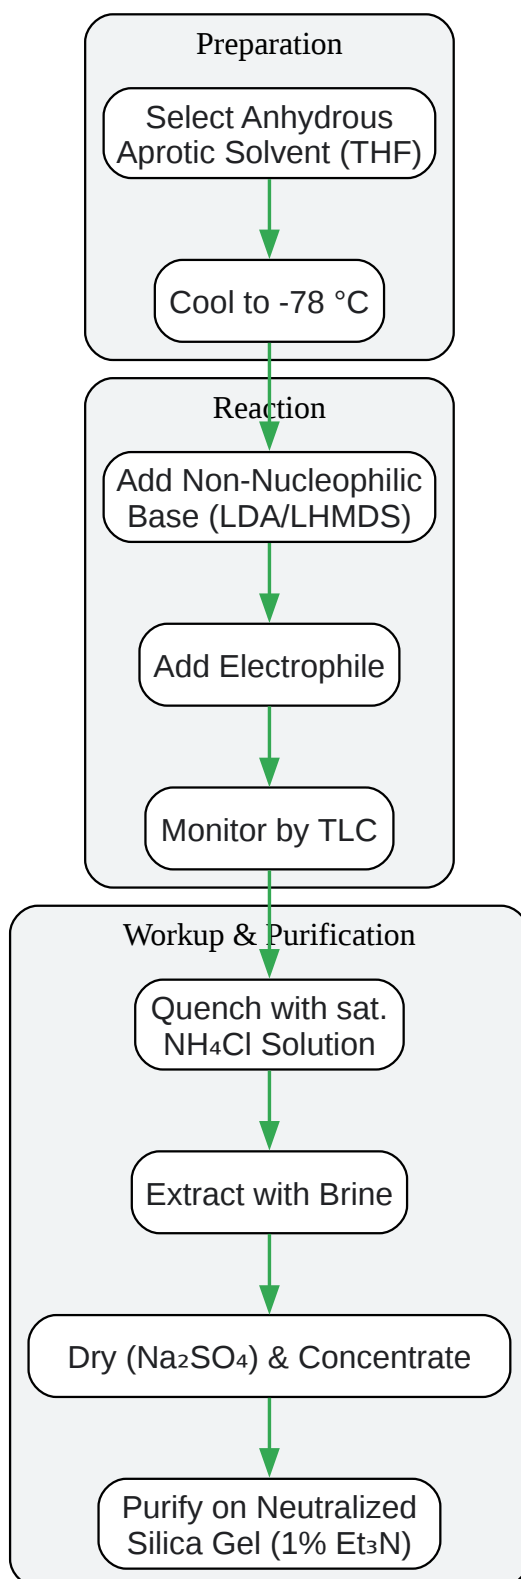 Preparation
Select Anhydrous
Aprotic Solvent (THF)
Cool to -78 °C
Reaction
Add Non-Nucleophilic
Base (LDA/LHMDS)
Add Electrophile
Monitor by TLC
Workup & Purification
Quench with sat.
NH₄Cl Solution
Extract with Brine
Dry (Na₂SO₄) & Concentrate
Purify on Neutralized
Silica Gel (1% Et₃N)